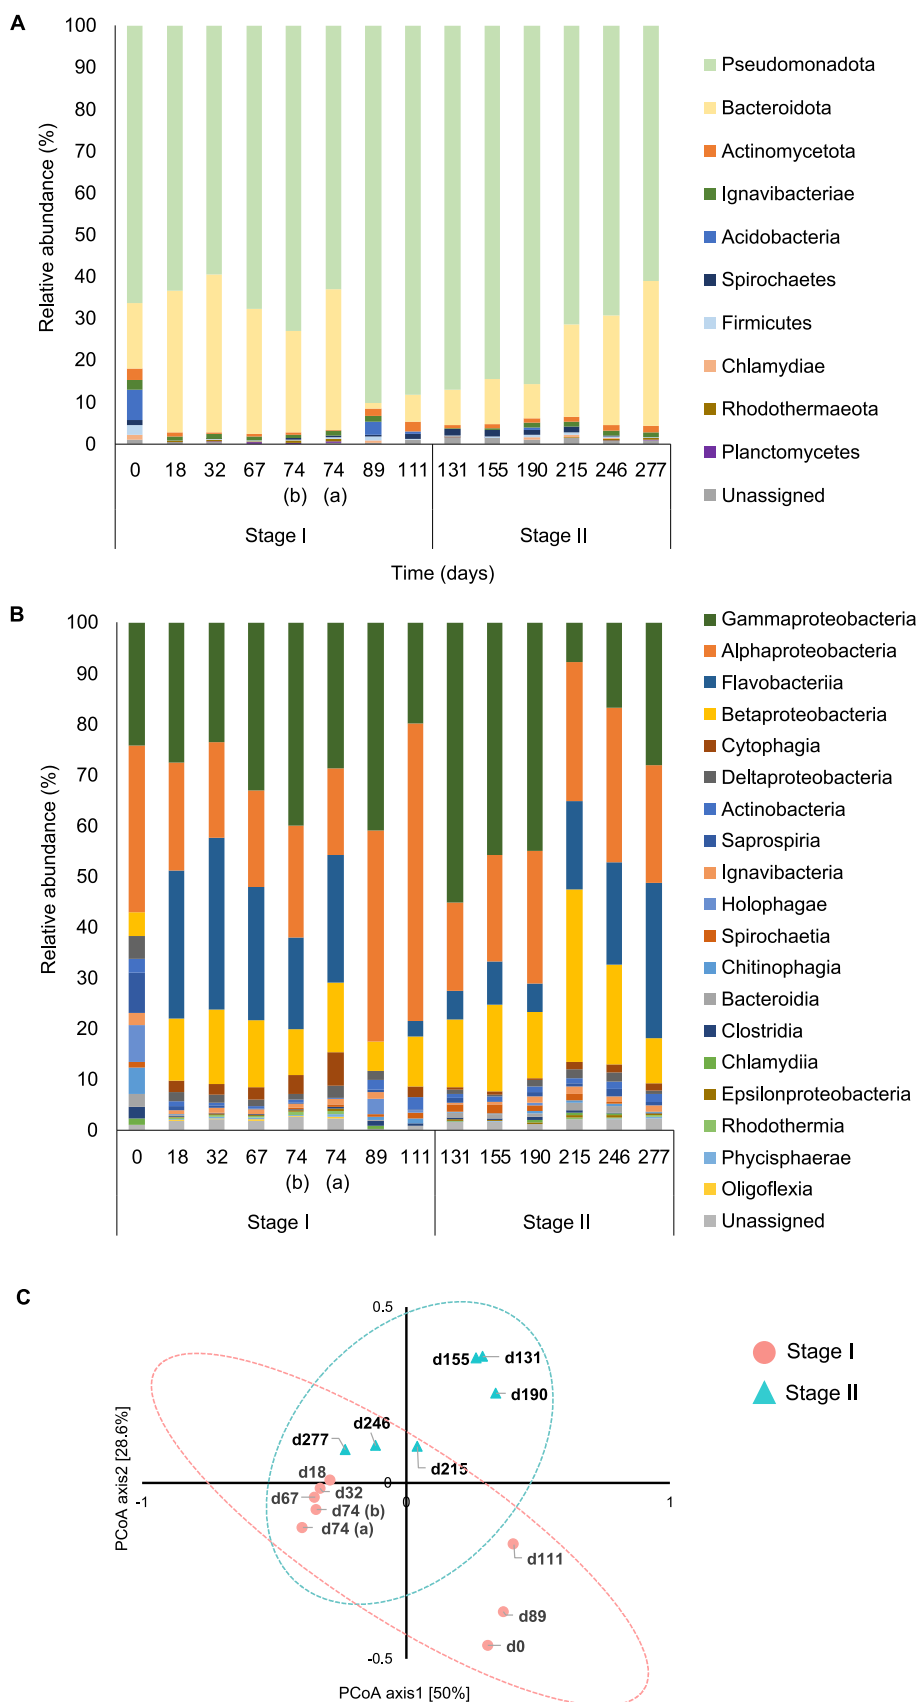 A
Relative abundance (%)
100
90
80
70
60
50
40
30
20
10
0
0 18 32 67 74 74 89 111 131 155 190 215 246 277
(b) (a)
Stage I Stage II
Time (days)
Pseudomonadota
Bacteroidota
Actinomycetota
Ignavibacteriae
Acidobacteria
Spirochaetes
Firmicutes
Chlamydiae
Rhodothermaeota
Planctomycetes
Unassigned
B
Relative abundance (%)
100
90
80
70
60
50
40
30
20
10
0
0 18 32 67 74 74 89 111 131 155 190 215 246 277
(b) (a)
Stage I Stage II
Gammaproteobacteria
Alphaproteobacteria
Flavobacteriia
Betaproteobacteria
Cytophagia
Deltaproteobacteria
Actinobacteria
Saprospiria
Ignavibacteria
Holophagae
Spirochaetia
Chitinophagia
Bacteroidia
Clostridia
Chlamydiia
Epsilonproteobacteria
Rhodothermia
Phycisphaerae
Oligoflexia
Unassigned
C
0.5
d155 d131
d190
d246
d277
d215
d18
0
d67 d32
-1 0 1
d74 (b)
d74 (a)
d111
d89
d0
-0.5
PCoA axis2 [28.6%]
PCoA axis1 [50%]
Stage I
Stage II